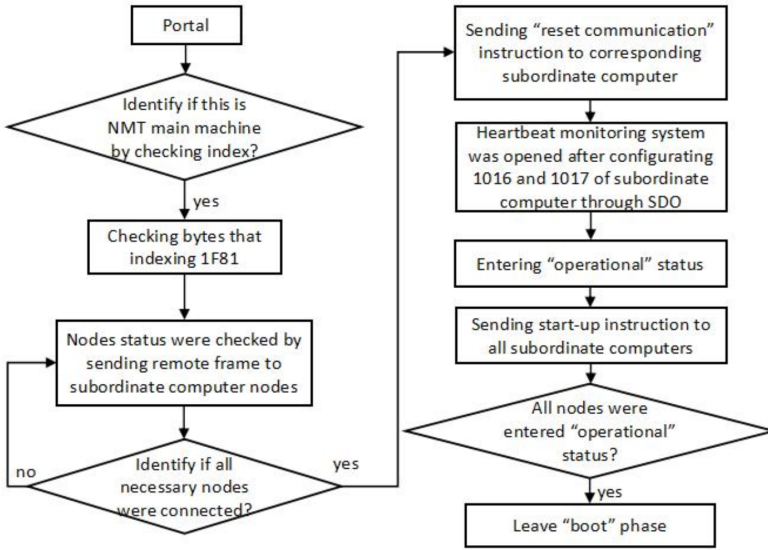 Portal
Identify if this is
NMT main machine
by checking index?
yes
Checking bytes that
indexing 1F81
Nodes status were checked by
sending remote frame to
subordinate computer nodes
no
Identify if all
necessary nodes
were connected?
yes
Sending “reset communication”
instruction to corresponding
subordinate computer
Heartbeat monitoring system
was opened after configurating
1016 and 1017 of subordinate
computer through SDO
Entering “operational” status
Sending start-up instruction to
all subordinate computers
All nodes were
entered “operational”
status?
yes
Leave “boot” phase